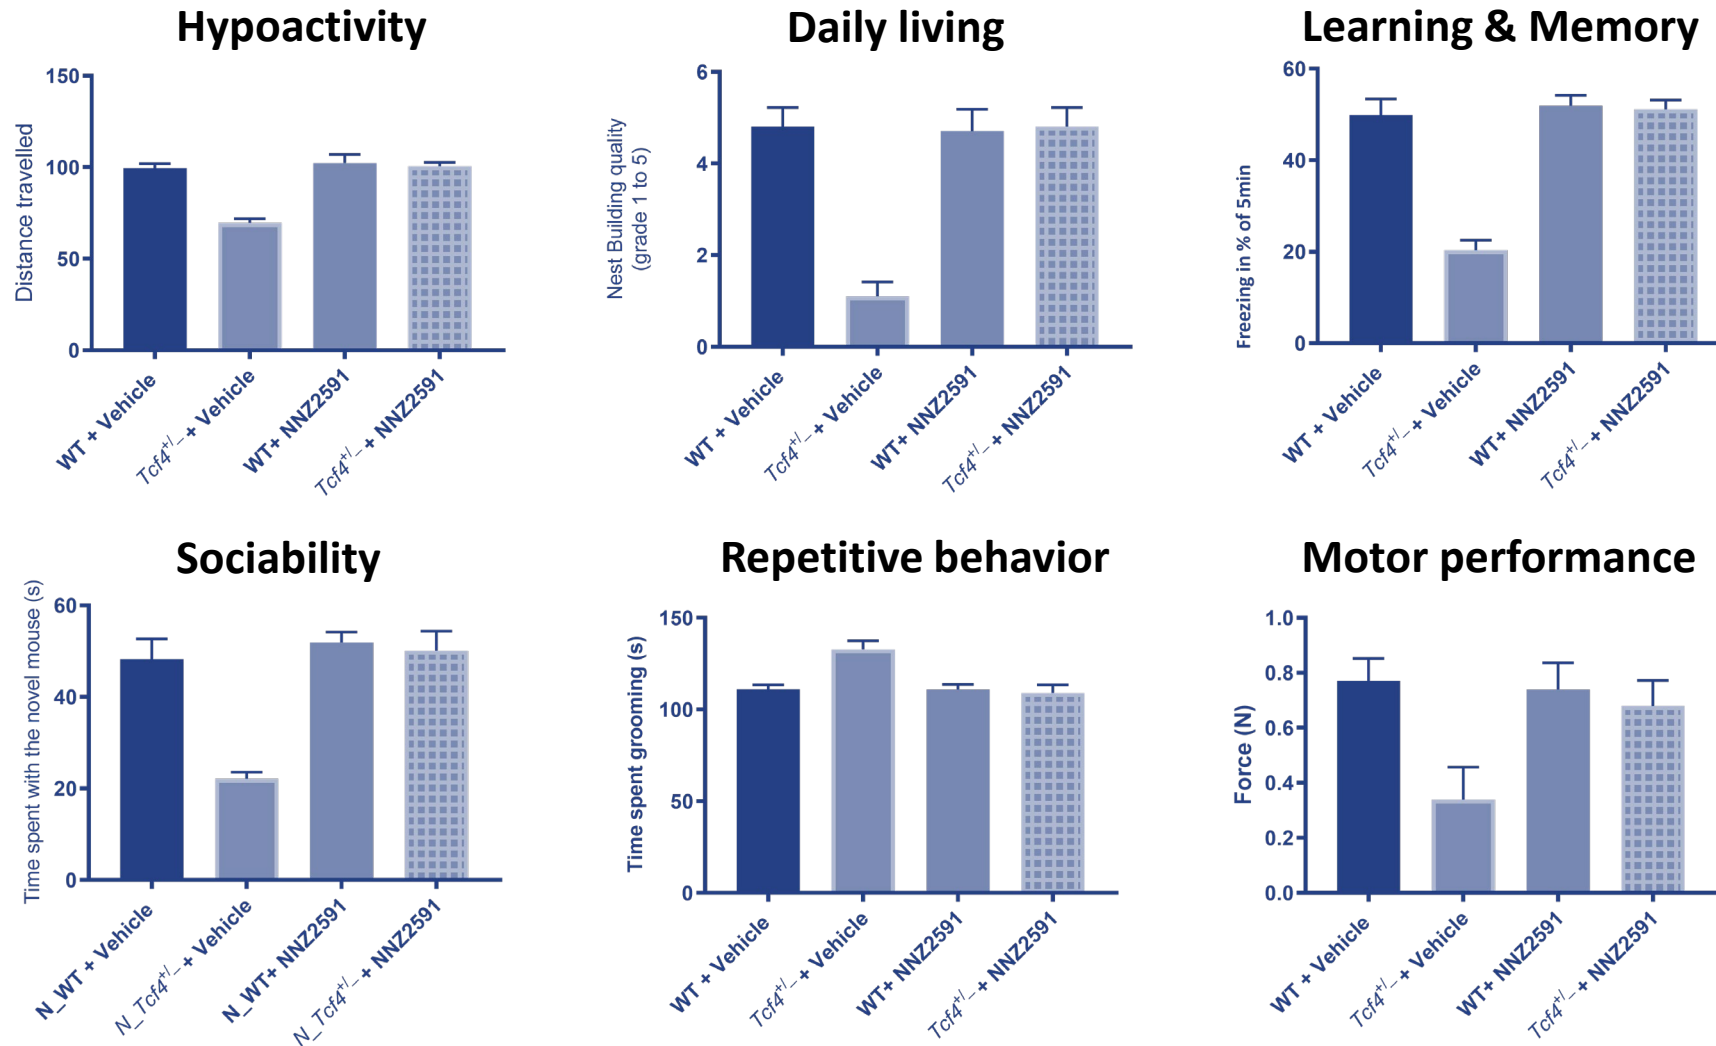 Hypoactivity
Distance travelled
150
100
50
0
WT + Vehicle
Tcf4+/_ + Vehicle
WT+ NNZ2591
Tcf4+/_ + NNZ2591
Daily living
Nest Building quality
(grade 1 to 5)
6
4
2
0
WT + Vehicle
Tcf4+/_ + Vehicle
WT+ NNZ2591
Tcf4+/_ + NNZ2591
Learning & Memory
Freezing in % of 5min
60
40
20
0
WT + Vehicle
Tcf4+/_ + Vehicle
WT+ NNZ2591
Tcf4+/_ + NNZ2591
Sociability
Time spent with the novel mouse (s)
60
40
20
0
N_WT + Vehicle
N_Tcf4+/_ + Vehicle
N_WT+ NNZ2591
N_Tcf4+/_ + NNZ2591
Repetitive behavior
Time spent grooming (s)
150
100
50
0
WT + Vehicle
Tcf4+/_ + Vehicle
WT+ NNZ2591
Tcf4+/_ + NNZ2591
Motor performance
Force (N)
1.0
0.8
0.6
0.4
0.2
0.0
WT + Vehicle
Tcf4+/_ + Vehicle
WT+ NNZ2591
Tcf4+/_ + NNZ2591